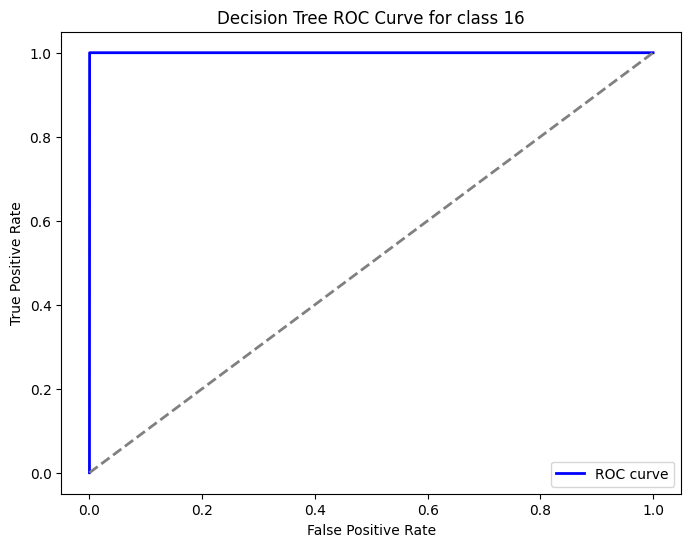 Decision Tree ROC Curve for class 16
True Positive Rate
1.0
0.8
0.6
0.4
0.2
0.0
ROC curve
0.0 0.2 0.4 0.6 0.8 1.0
False Positive Rate